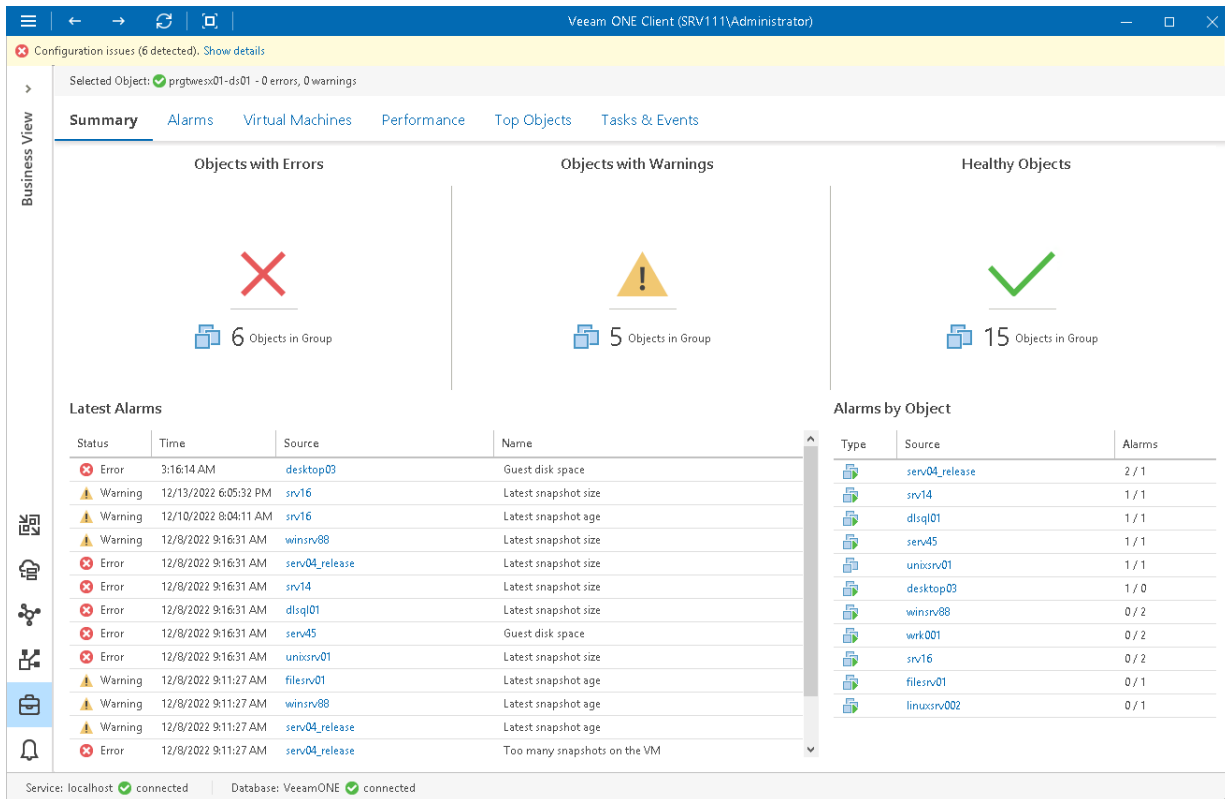 Veeam ONE Client (SRV111\Administrator)
Configuration issues (6 detected). Show details
Selected Object: prgtwesx01-ds01 - 0 errors, 0 warnings
Business View
Summary Alarms Virtual Machines Performance Top Objects Tasks & Events
Objects with Errors Objects with Warnings Healthy Objects
6 Objects in Group 5 Objects in Group 15 Objects in Group
Latest Alarms
Status Time Source Name
Error 3:16:14 AM desktop03 Guest disk space
Warning 12/13/2022 6:05:32 PM srv16 Latest snapshot size
Warning 12/10/2022 8:04:11 AM srv16 Latest snapshot age
Warning 12/8/2022 9:16:31 AM winsrv88 Latest snapshot size
Error 12/8/2022 9:16:31 AM serv04_release Latest snapshot size
Error 12/8/2022 9:16:31 AM srv14 Latest snapshot size
Error 12/8/2022 9:16:31 AM dlsql01 Latest snapshot size
Error 12/8/2022 9:16:31 AM serv45 Guest disk space
Error 12/8/2022 9:16:31 AM unixsrv01 Latest snapshot size
Warning 12/8/2022 9:11:27 AM filesrv01 Latest snapshot age
Warning 12/8/2022 9:11:27 AM winsrv88 Latest snapshot age
Warning 12/8/2022 9:11:27 AM serv04_release Latest snapshot age
Error 12/8/2022 9:11:27 AM serv04_release Too many snapshots on the VM
Alarms by Object
Type Source Alarms
serv04_release 2 / 1
srv14 1 / 1
dlsql01 1 / 1
serv45 1 / 1
unixsrv01 1 / 1
desktop03 1 / 0
winsrv88 0 / 2
wrk001 0 / 2
srv16 0 / 2
filesrv01 0 / 1
linuxsrv002 0 / 1
Service: localhost connected Database: VeeamONE connected